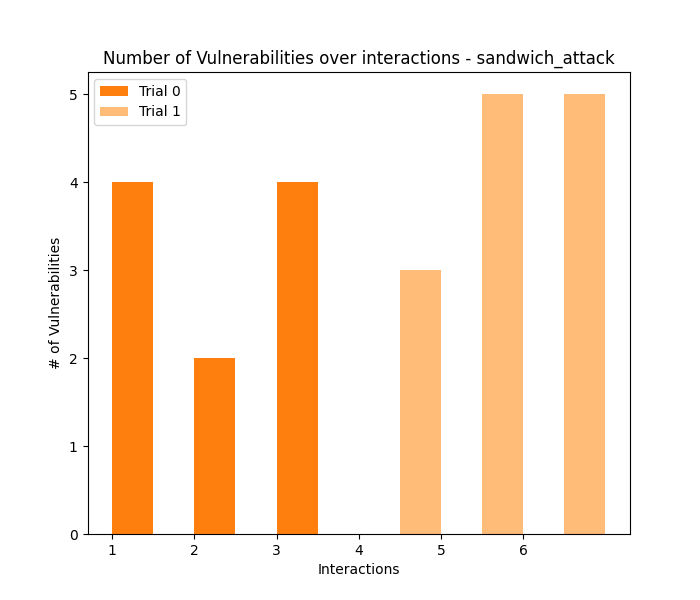 Number of Vulnerabilities over interactions - sandwich_attack
Trial 0
Trial 1
# of Vulnerabilities
5
4
3
2
1
0
1 2 3 4 5 6
Interactions